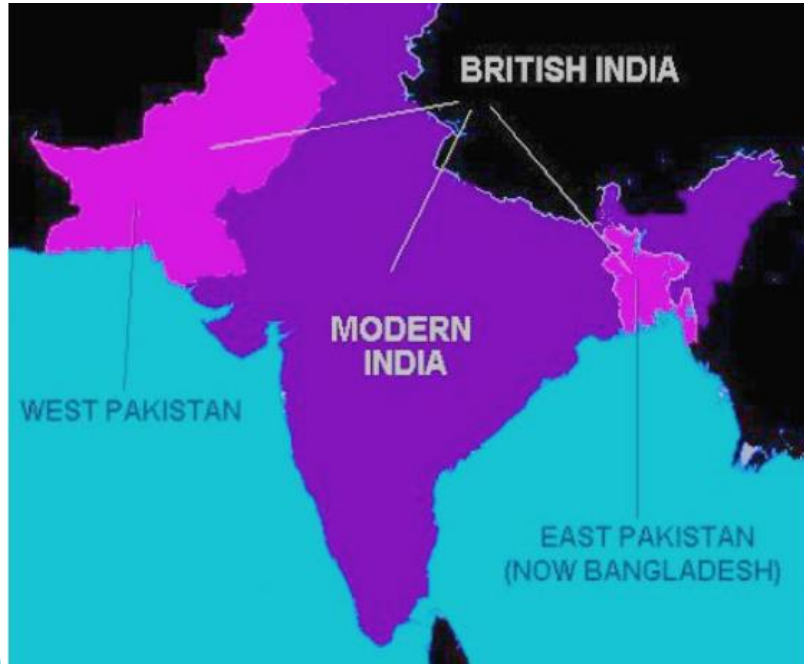 BRITISH INDIA
MODERN
INDIA
WEST PAKISTAN
EAST PAKISTAN
(NOW BANGLADESH)